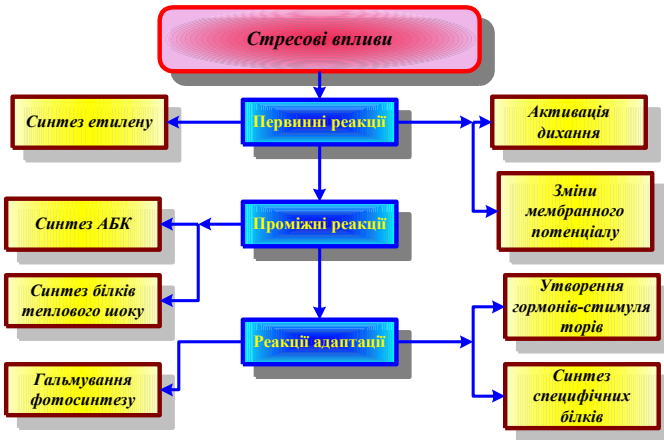 Стресові впливи
Синтез етилену
Первинні реакції
Активація
дихання
Зміни
мембранного
потенціалу
Синтез АБК
Проміжні реакції
Синтез білків
теплового шоку
Утворення
гормонів-стимуля
торів
Реакції адаптації
Гальмування
фотосинтезу
Синтез
специфічних
білків